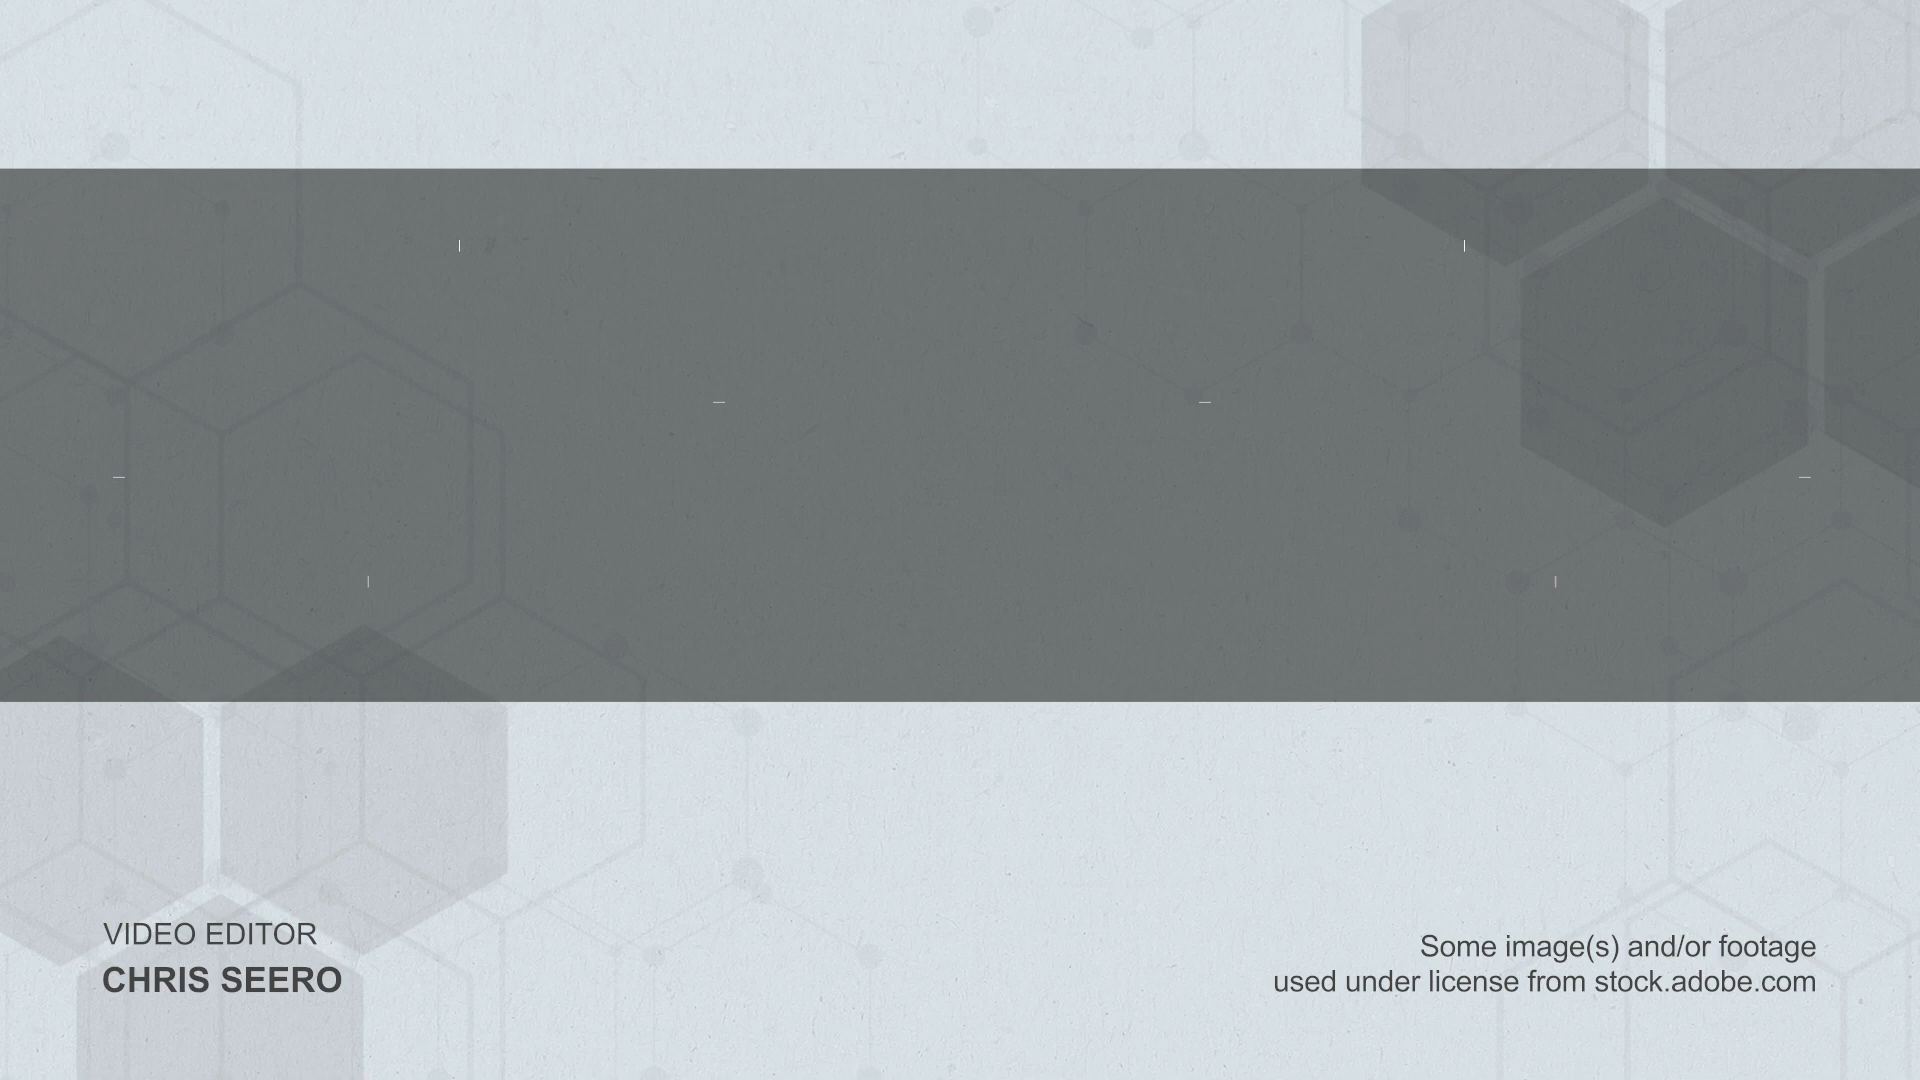 VIDEO EDITOR
CHRIS SEERO
Some image(s) and/or footage
used under license from stock.adobe.com